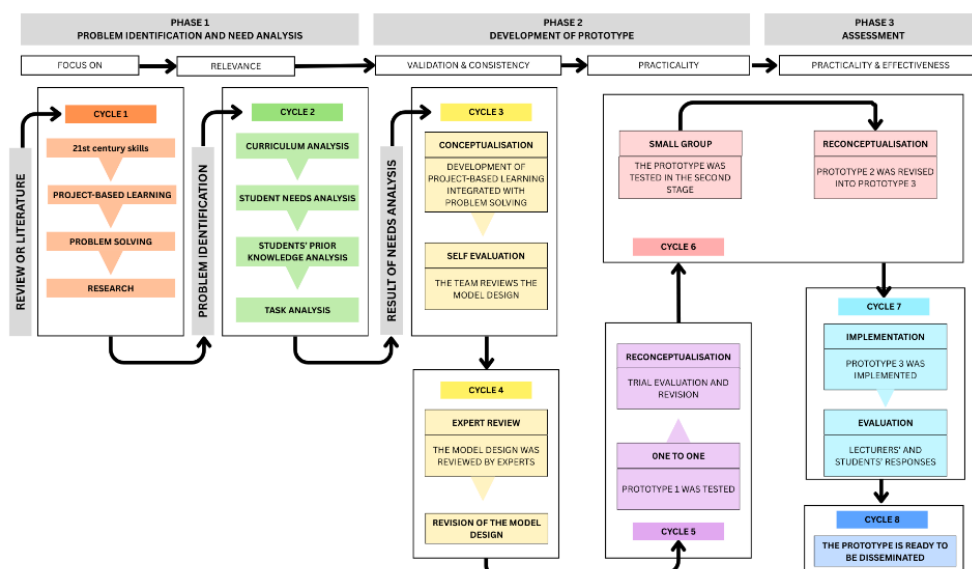 PHASE 1
PROBLEM IDENTIFICATION AND NEED ANALYSIS
PHASE 2
DEVELOPMENT OF PROTOTYPE
PHASE 3
ASSESSMENT
FOCUS ON
RELEVANCE
VALIDATION & CONSISTENCY
PRACTICALITY
PRACTICALITY & EFFECTIVENESS
REVIEW OR LITERATURE
CYCLE 1
21st century skills
PROJECT-BASED LEARNING
PROBLEM SOLVING
RESEARCH
PROBLEM IDENTIFICATION
CYCLE 2
CURRICULUM ANALYSIS
STUDENT NEEDS ANALYSIS
STUDENTS' PRIOR
KNOWLEDGE ANALYSIS
TASK ANALYSIS
RESULT OF NEEDS ANALYSIS
CYCLE 3
CONCEPTUALISATION
DEVELOPMENT OF
PROJECT-BASED LEARNING
INTEGRATED WITH
PROBLEM SOLVING
SELF EVALUATION
THE TEAM REVIEWS THE
MODEL DESIGN
CYCLE 4
EXPERT REVIEW
THE MODEL DESIGN WAS
REVIEWED BY EXPERTS
REVISION OF THE MODEL
DESIGN
RECONCEPTUALISATION
TRIAL EVALUATION AND
REVISION
ONE TO ONE
PROTOTYPE 1 WAS TESTED
CYCLE 5
SMALL GROUP
THE PROTOTYPE WAS
TESTED IN THE SECOND
STAGE
CYCLE 6
RECONCEPTUALISATION
PROTOTYPE 2 WAS REVISED
INTO PROTOTYPE 3
CYCLE 7
IMPLEMENTATION
PROTOTYPE 3 WAS
IMPLEMENTED
EVALUATION
LECTURERS' AND
STUDENTS' RESPONSES
CYCLE 8
THE PROTOTYPE IS READY TO
BE DISSEMINATED